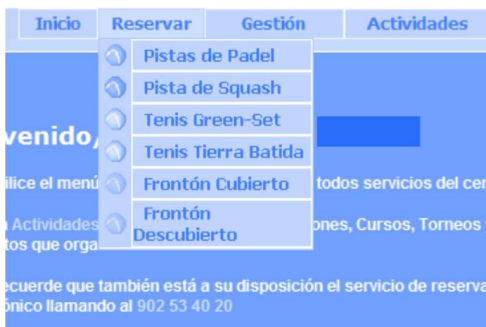 Inicio Reservar Gestión Actividades
Pistas de Padel
Pista de Squash
Tenis Green-Set
venido,
Tenis Tierra Batida
ilice el menú Frontón Cubierto todos servicios del cer
Actividades Frontón ones, Cursos, Torneos
Descubierto
tos que orga
ecuerde que también está a su disposición el servicio de reserva
ónico llamando al 902 53 40 20